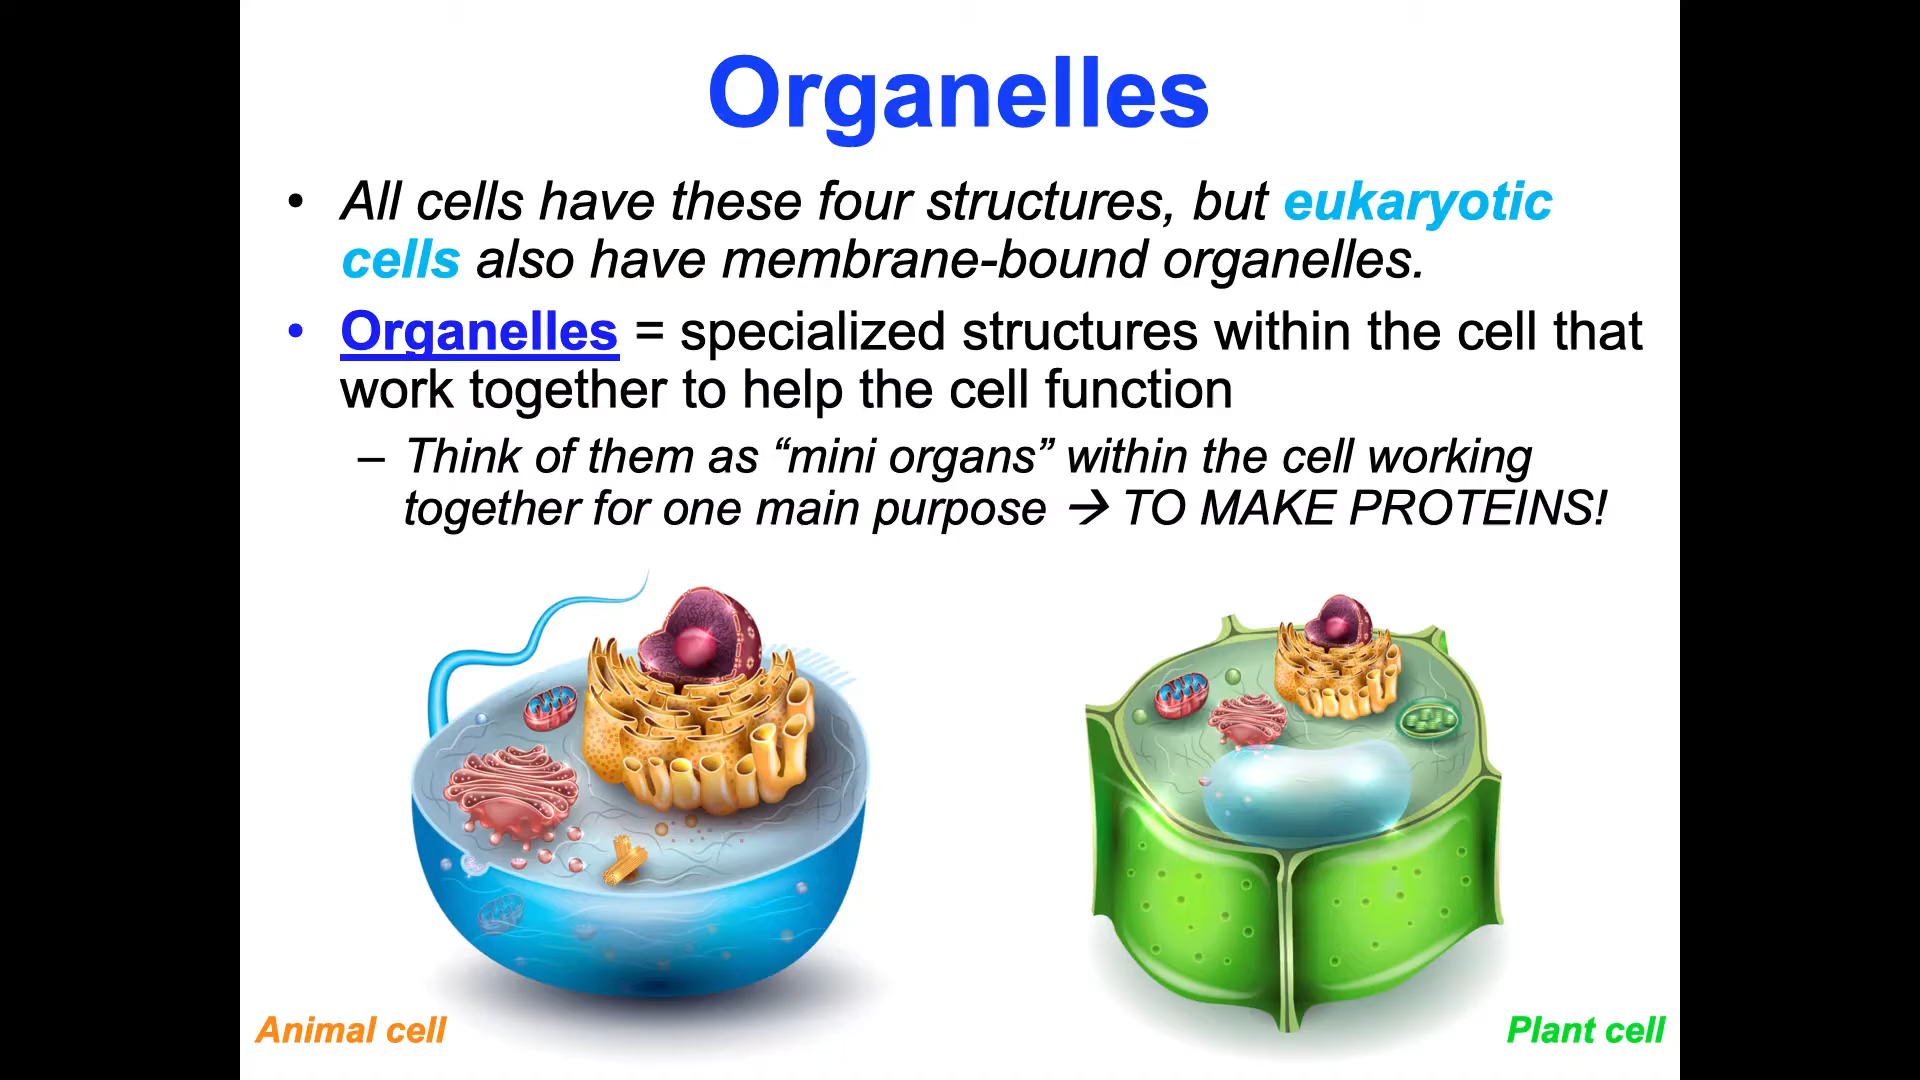 Organelles
• All cells have these four structures, but eukaryotic
cells also have membrane-bound organelles.
• Organelles = specialized structures within the cell that
work together to help the cell function
– Think of them as “mini organs” within the cell working
together for one main purpose → TO MAKE PROTEINS!
Animal cell
Plant cell